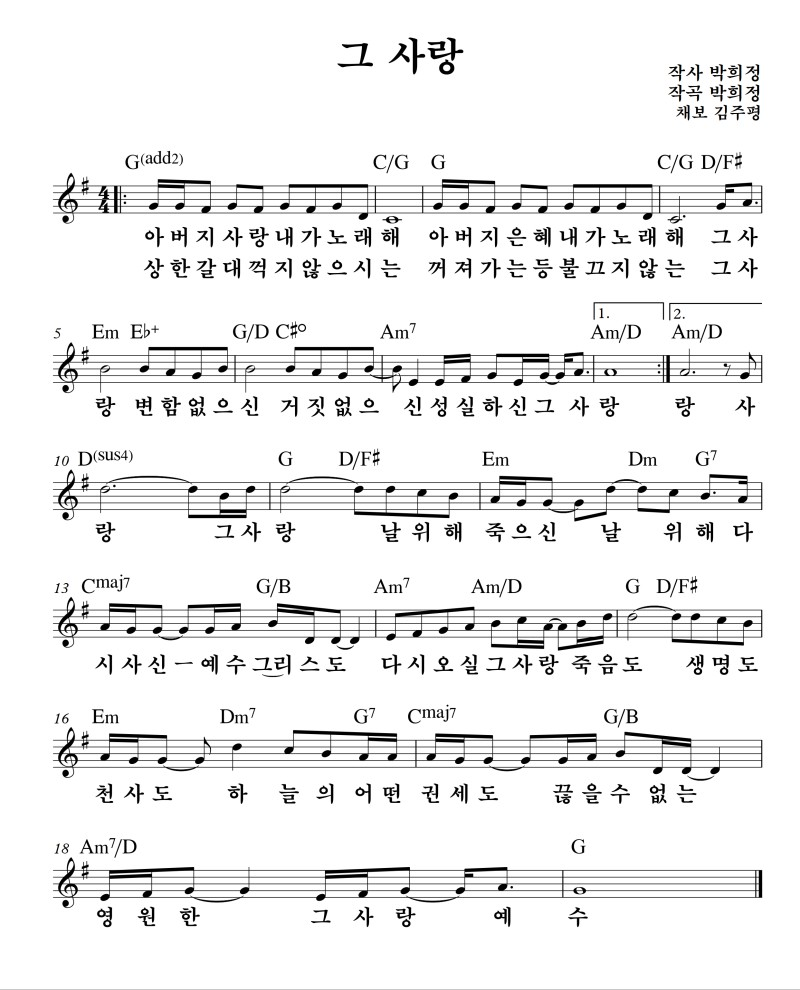 그 사랑
작사 박희정
작곡 박희정
채보 김주평
G(add2) C/G G C/G D/F#
아버지사랑내가노래해 아버지은혜내가노래해 그사
상한갈대꺽지않으시는 꺼져가는등불끄지않는 그사
1. 2.
5 Em E♭+ G/D C#o Am7 Am/D Am/D
랑 변함없으신 거짓없으 신성실하신그 사랑 랑 사
10 D(sus4) G D/F# Em Dm G7
랑 그사랑 날위해 죽으신 날 위해다
13 Cmaj7 G/B Am7 Am/D G D/F#
시사신ㅡ예수그리스도 다시오실그사랑 죽음도 생명도
16 Em Dm7 G7 Cmaj7 G/B
천사도 하늘의어떤 권세도 끊을수 없는
18 Am7/D G
영원한 그사랑 예 수